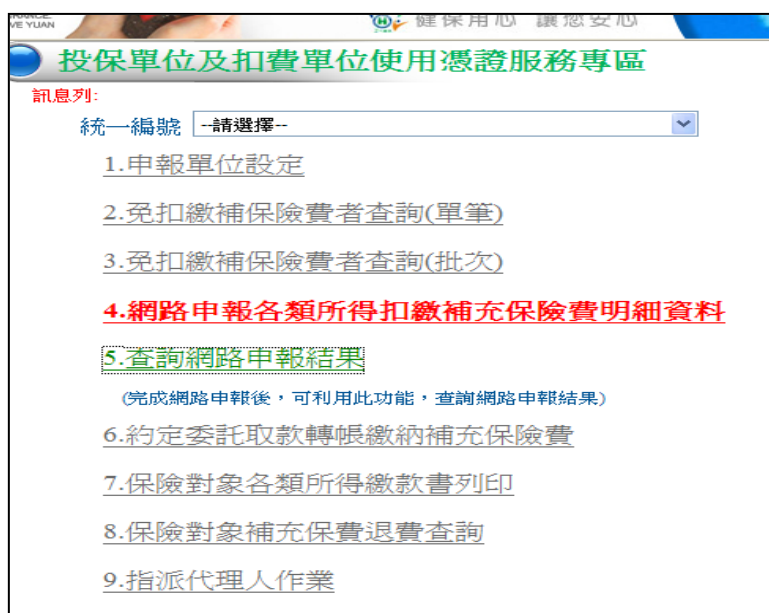 VE YUAN
健保用心 讓您安心
投保單位及扣費單位使用憑證服務專區
訊息列:
統一編號 --請選擇--
1.申報單位設定
2.免扣繳補保險費者查詢(單筆)
3.免扣繳補保險費者查詢(批次)
4.網路申報各類所得扣繳補充保險費明細資料
5.查詢網路申報結果
(完成網路申報後，可利用此功能，查詢網路申報結果)
6.約定委託取款轉帳繳納補充保險費
7.保險對象各類所得繳款書列印
8.保險對象補充保費退費查詢
9.指派代理人作業